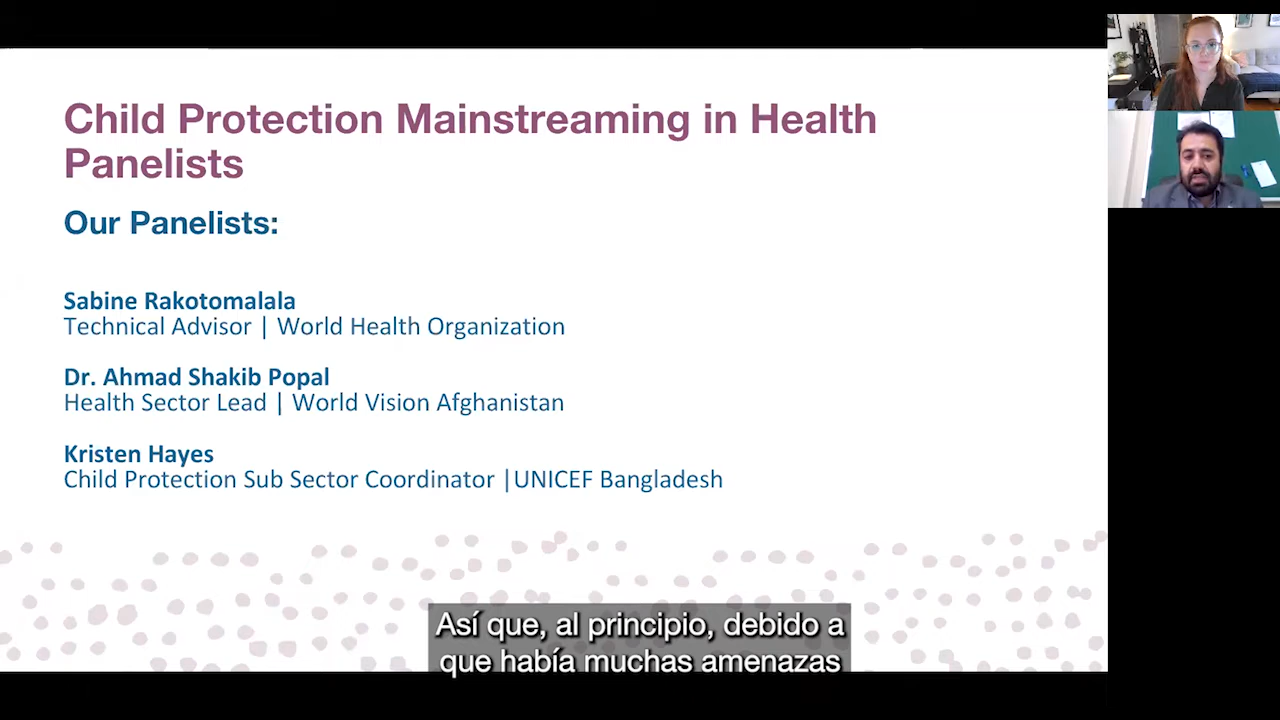 Child Protection Mainstreaming in Health
Panelists
Our Panelists:
Sabine Rakotomalala
Technical Advisor | World Health Organization
Dr. Ahmad Shakib Popal
Health Sector Lead | World Vision Afghanistan
Kristen Hayes
Child Protection Sub Sector Coordinator |UNICEF Bangladesh
Así que, al principio, debido a
que había muchas amenazas